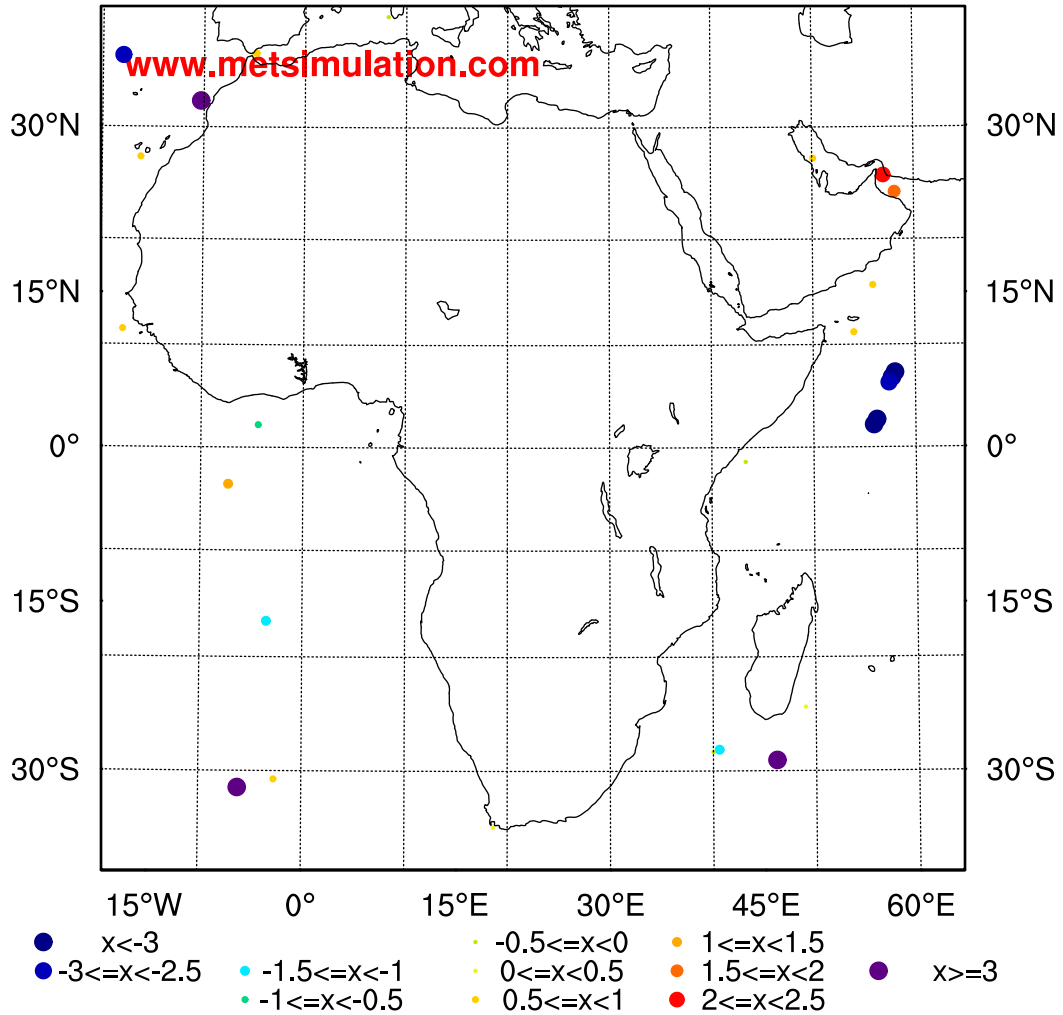 www.metsimulation.com
30°N 30°N
15°N 15°N
0° 0°
15°S 15°S
30°S 30°S
15°W 0° 15°E 30°E 45°E 60°E
x<-3 -0.5<=x<0 1<=x<1.5
-3<=x<-2.5 -1.5<=x<-1 0<=x<0.5 1.5<=x<2 x>=3
-1<=x<-0.5 0.5<=x<1 2<=x<2.5